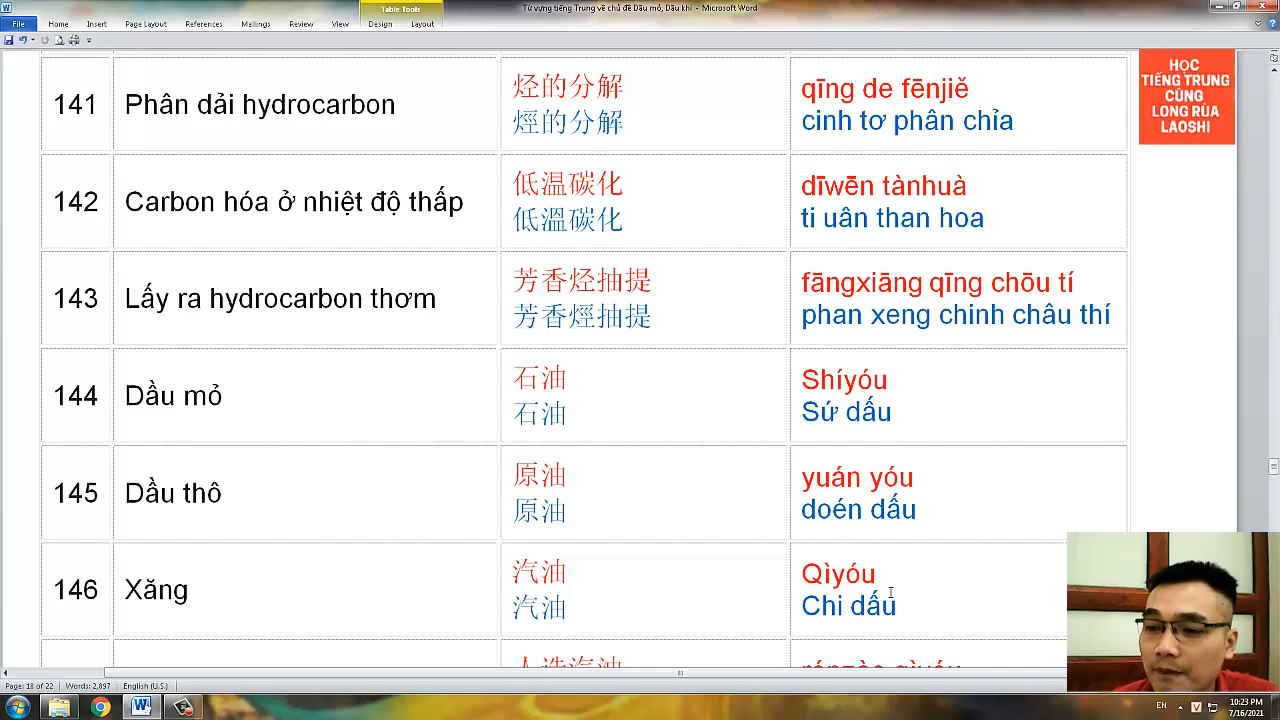 Table Tools
Từ vựng tiếng Trung về chủ đề Dầu mỏ, Dầu khí - Microsoft Word
File Home Insert Page Layout References Mailings Review View Design Layout
HỌC
TIẾNG TRUNG
CÙNG
LONG RÙA
LAOSHI
141 Phân dải hydrocarbon 烃的分解 qīng de fēnjiě
烴的分解 cinh tơ phân chỉa
142 Carbon hóa ở nhiệt độ thấp 低温碳化 dīwēn tànhuà
低溫碳化 ti uân than hoa
143 Lấy ra hydrocarbon thơm 芳香烃抽提 fāngxiāng qīng chōu tí
芳香烴抽提 phan xeng chinh châu thí
144 Dầu mỏ 石油 Shíyóu
石油 Sứ dấu
145 Dầu thô 原油 yuán yóu
原油 doén dấu
146 Xăng 汽油 Qìyóu
汽油 Chi dấu
人造汽油 rénzào qìyóu
Page: 18 of 22 Words: 2,897 English (U.S.)
EN V 10:23 PM
7/16/2021